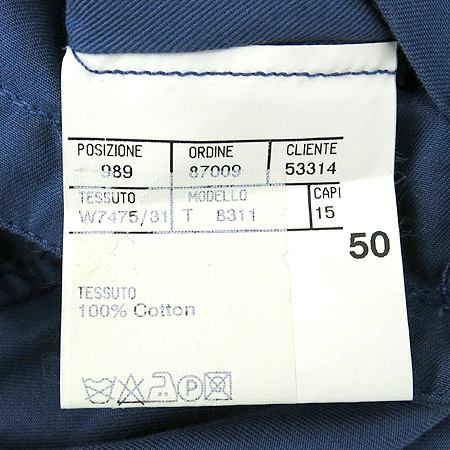 POSIZIONE ORDINE CLIENTE
989 87009 53314
TESSUTO MODELLO CAPI
W7475/31 T 8311 15
50
TESSUTO
100% Cotton
P